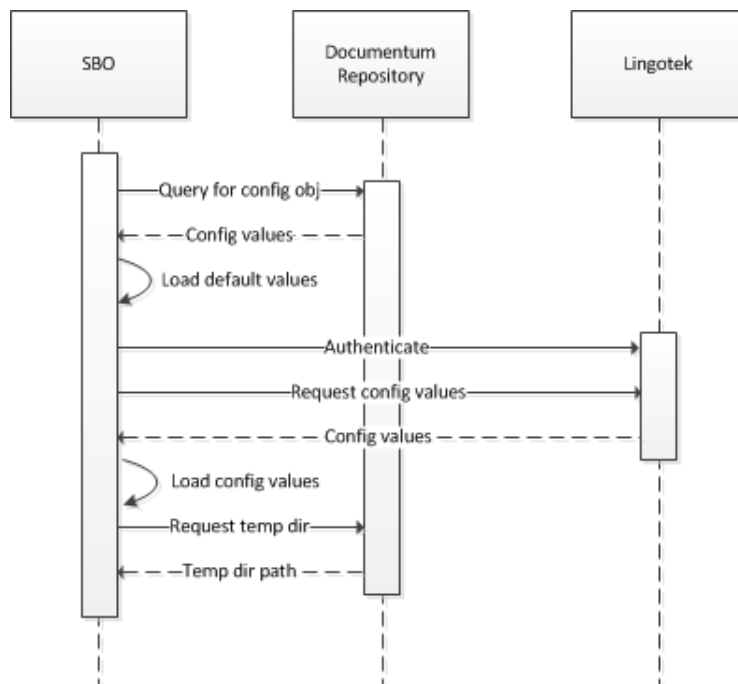 SBO
Documentum
Repository
Lingotek
Query for config obj
Config values
Load default values
Authenticate
Request config values
Config values
Load config values
Request temp dir
Temp dir path